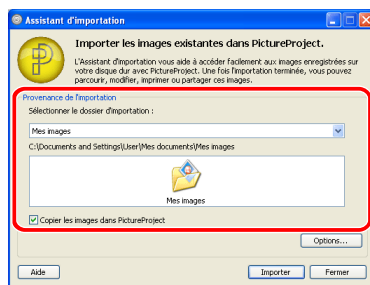 Assistant d'importation
Importer les images existantes dans PictureProject.
L'Assistant d'importation vous aide à accéder facilement aux images enregistrées sur
votre disque dur avec PictureProject. Une fois l'importation terminée, vous pouvez
parcourir, modifier, imprimer ou partager ces images.
Provenance de l'importation
Sélectionner le dossier d'importation :
Mes images
C:\Documents and Settings\User\Mes documents\Mes images
Mes images
Copier les images dans PictureProject
Options...
Aide
Importer
Fermer